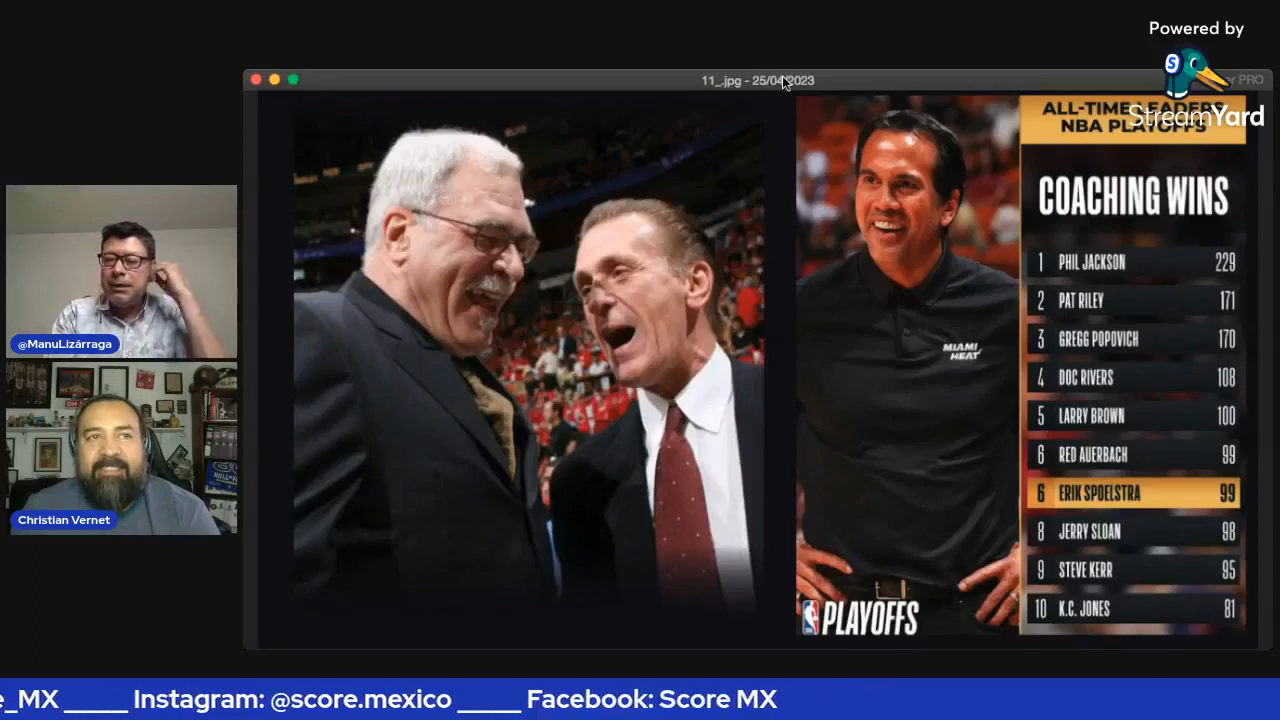 Powered by
StreamYard
11_.jpg - 25/04/2023
PRO
ALL-TIME LEADERS
NBA PLAYOFFS
COACHING WINS
1 PHIL JACKSON 229
2 PAT RILEY 171
3 GREGG POPOVICH 170
4 DOC RIVERS 108
5 LARRY BROWN 100
6 RED AUERBACH 99
6 ERIK SPOELSTRA 99
8 JERRY SLOAN 98
9 STEVE KERR 95
10 K.C. JONES 81
MIAMI
HEAT
PLAYOFFS
@ManuLizárraga
Christian Vernet
e_MX _____ Instagram: @score.mexico _____ Facebook: Score MX